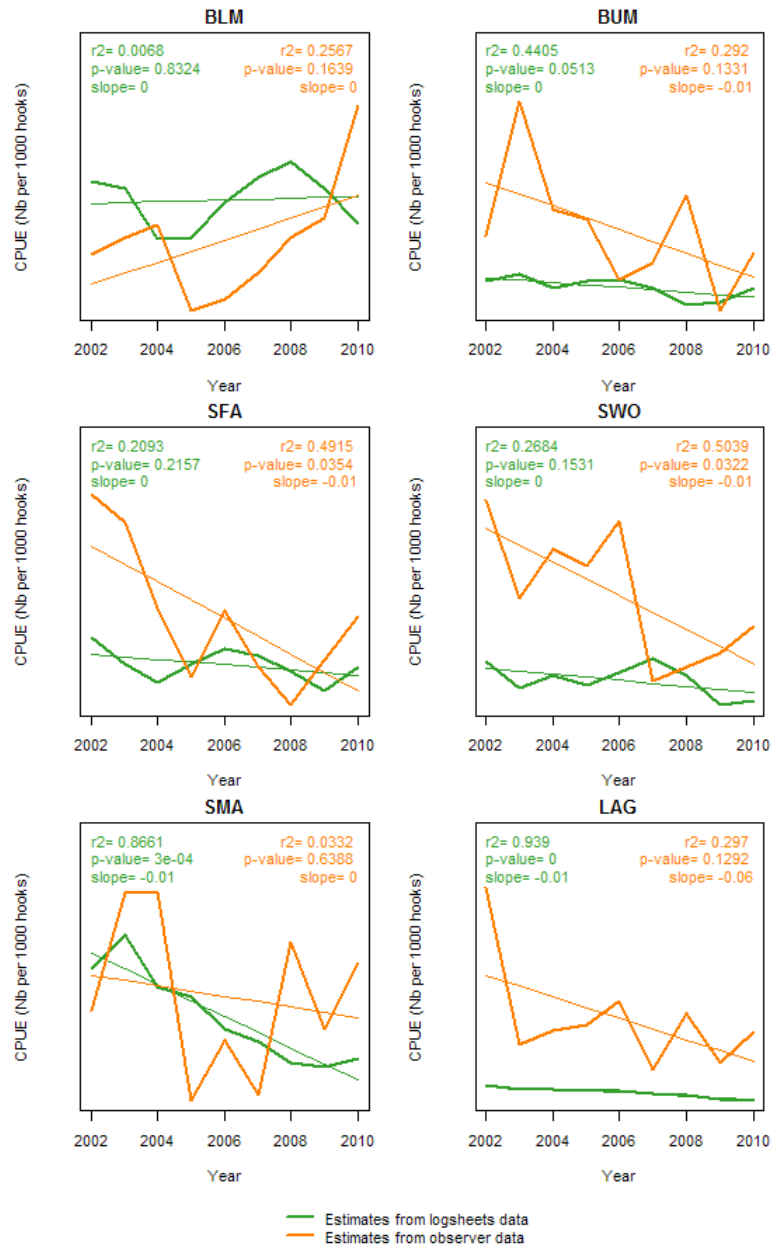 BLM
r2= 0.0068
p-value= 0.8324
slope= 0
r2= 0.2567
p-value= 0.1639
slope= 0
CPUE (Nb per 1000 hooks)
2002 2004 2006 2008 2010
Year
BUM
r2= 0.4405
p-value= 0.0513
slope= 0
r2= 0.292
p-value= 0.1331
slope= -0.01
CPUE (Nb per 1000 hooks)
2002 2004 2006 2008 2010
Year
SFA
r2= 0.2093
p-value= 0.2157
slope= 0
r2= 0.4915
p-value= 0.0354
slope= -0.01
CPUE (Nb per 1000 hooks)
2002 2004 2006 2008 2010
Year
SWO
r2= 0.2684
p-value= 0.1531
slope= 0
r2= 0.5039
p-value= 0.0322
slope= -0.01
CPUE (Nb per 1000 hooks)
2002 2004 2006 2008 2010
Year
SMA
r2= 0.8661
p-value= 3e-04
slope= -0.01
r2= 0.0332
p-value= 0.6388
slope= 0
CPUE (Nb per 1000 hooks)
2002 2004 2006 2008 2010
Year
LAG
r2= 0.939
p-value= 0
slope= -0.01
r2= 0.297
p-value= 0.1292
slope= -0.06
CPUE (Nb per 1000 hooks)
2002 2004 2006 2008 2010
Year
Estimates from logsheets data
Estimates from observer data